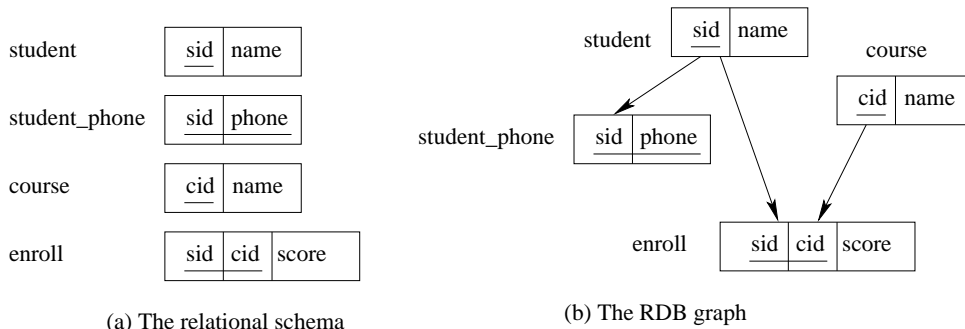 student sid name
student_phone sid phone
course cid name
enroll sid cid score
(a) The relational schema
student sid name
course
cid name
student_phone sid phone
enroll sid cid score
(b) The RDB graph